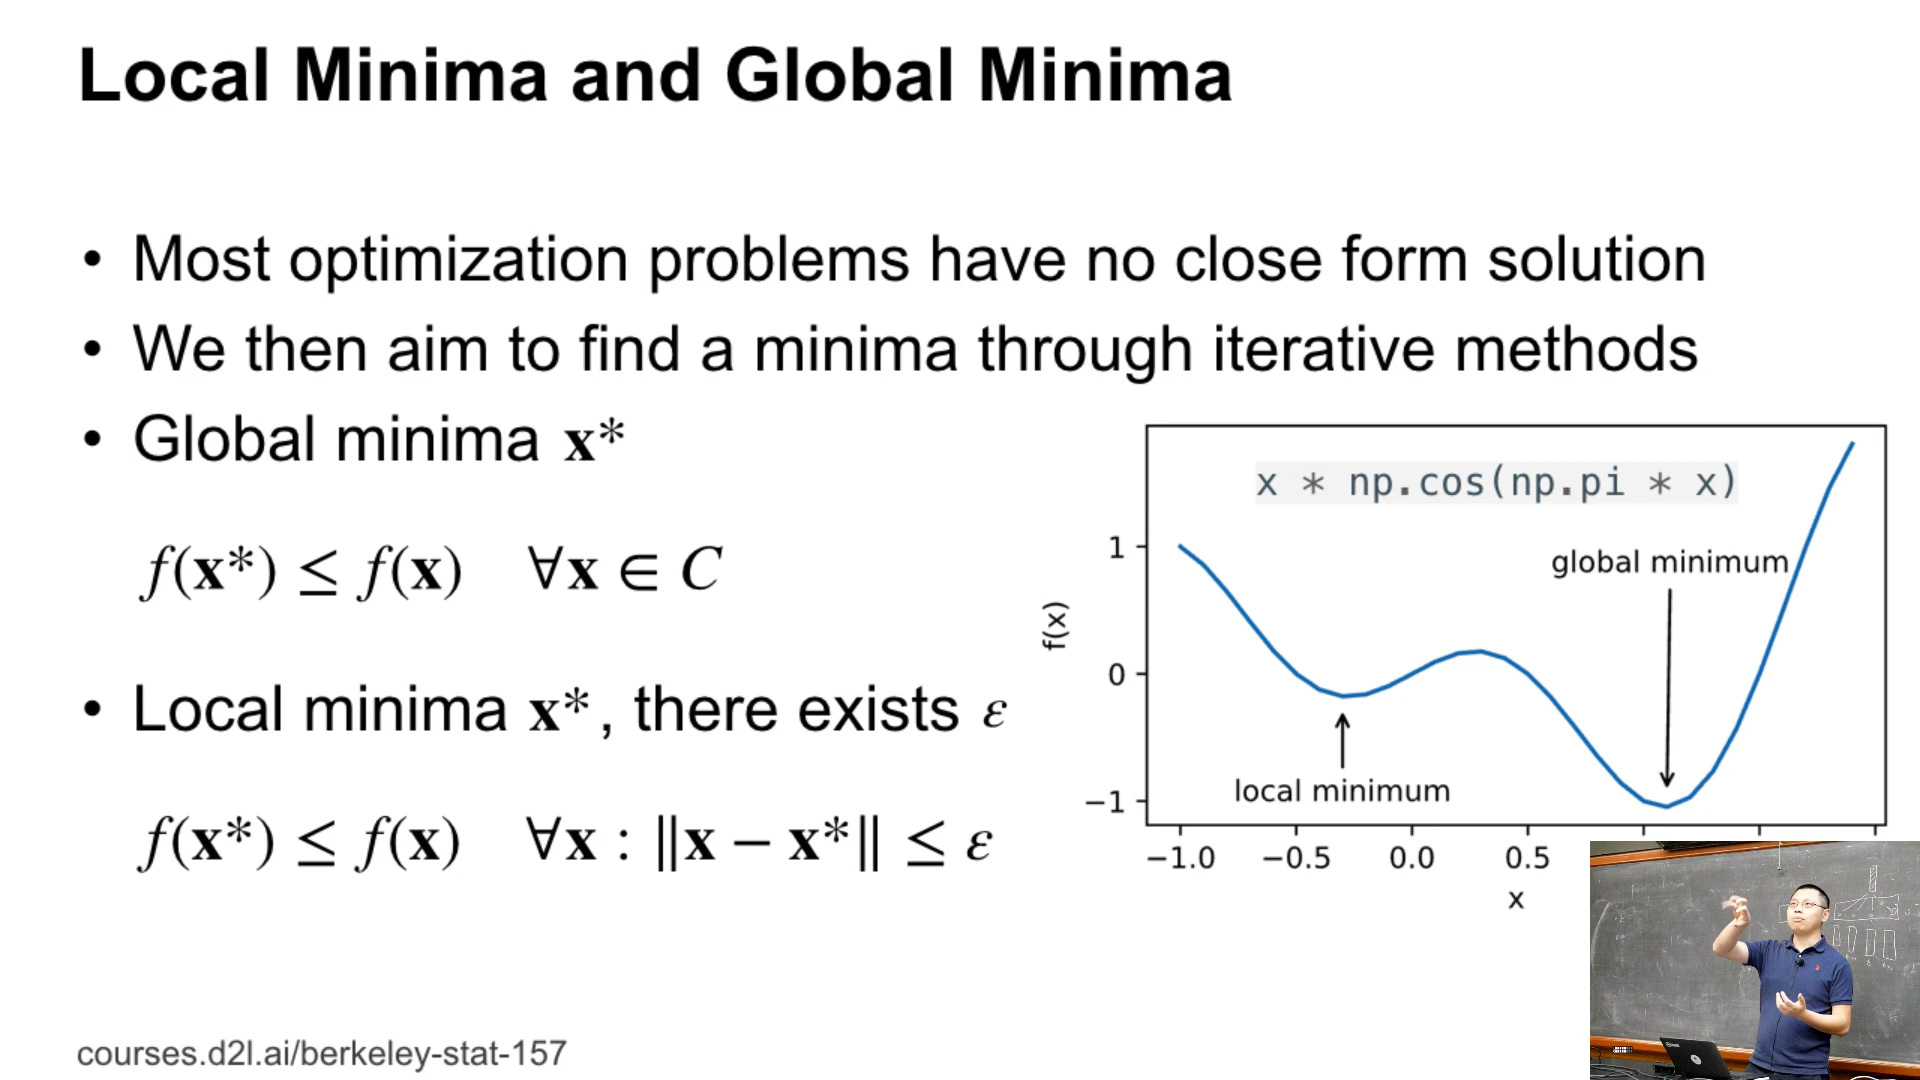 Local Minima and Global Minima
• Most optimization problems have no close form solution
• We then aim to find a minima through iterative methods
• Global minima x*
f(x*) ≤ f(x) ∀x ∈ C
• Local minima x*, there exists ε
f(x*) ≤ f(x) ∀x : ‖x − x*‖ ≤ ε
x * np.cos(np.pi * x)
global minimum
local minimum
f(x)
1
0
−1
−1.0 −0.5 0.0 0.5
x
courses.d2l.ai/berkeley-stat-157